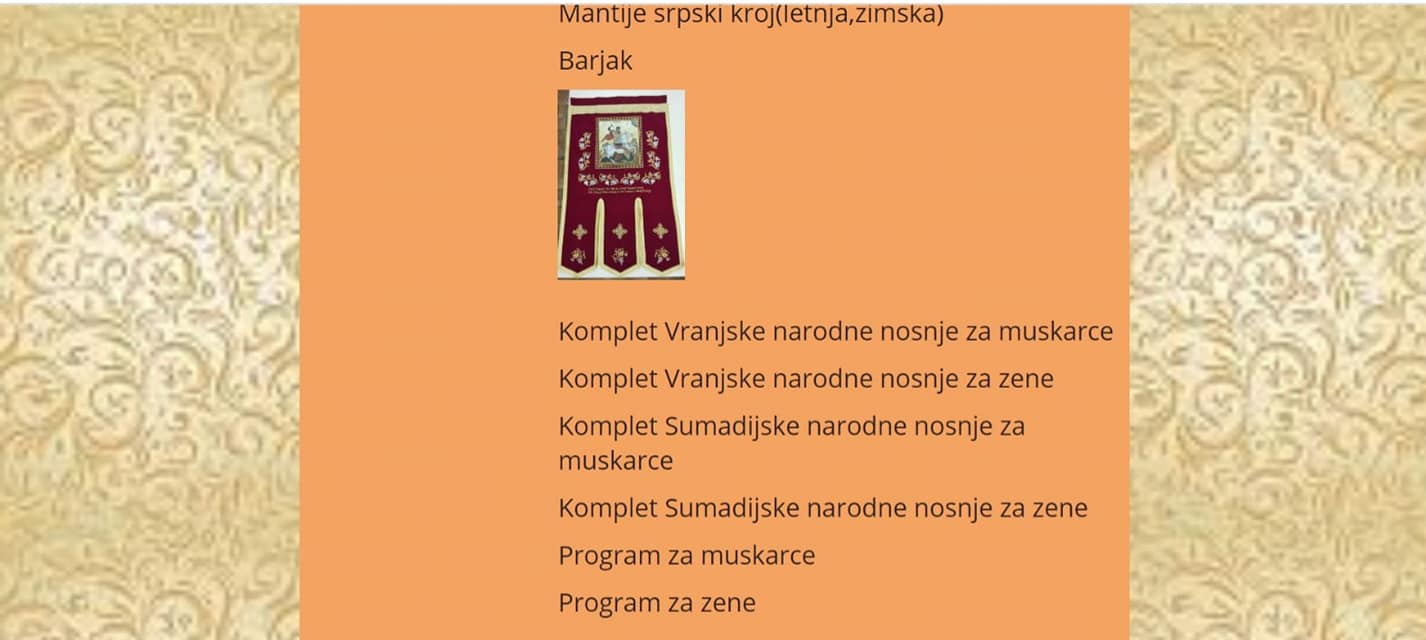 Mantije srpski kroj(letnja,zimska)
Barjak
Komplet Vranjske narodne nosnje za muskarce
Komplet Vranjske narodne nosnje za zene
Komplet Sumadijske narodne nosnje za
muskarce
Komplet Sumadijske narodne nosnje za zene
Program za muskarce
Program za zene